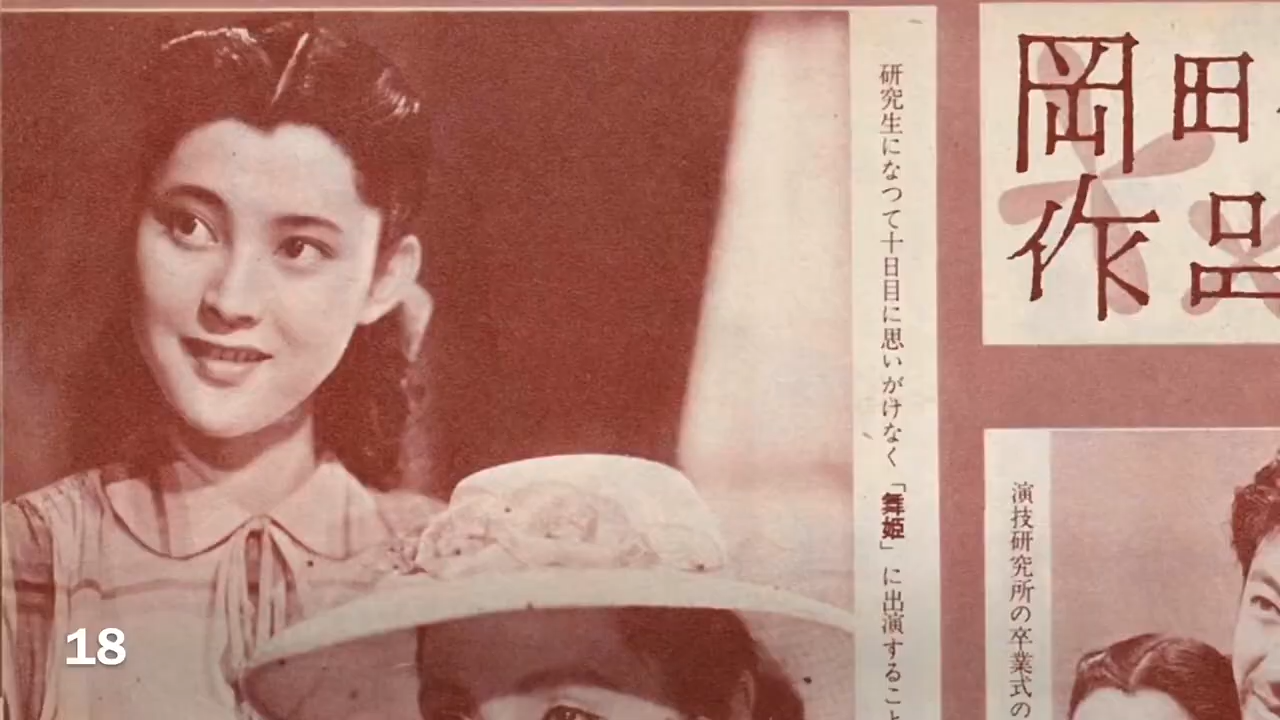 岡田
作品
研究生になつて十日目に思いがけなく「舞姫」に出演すること
演技研究所の卒業式の
18